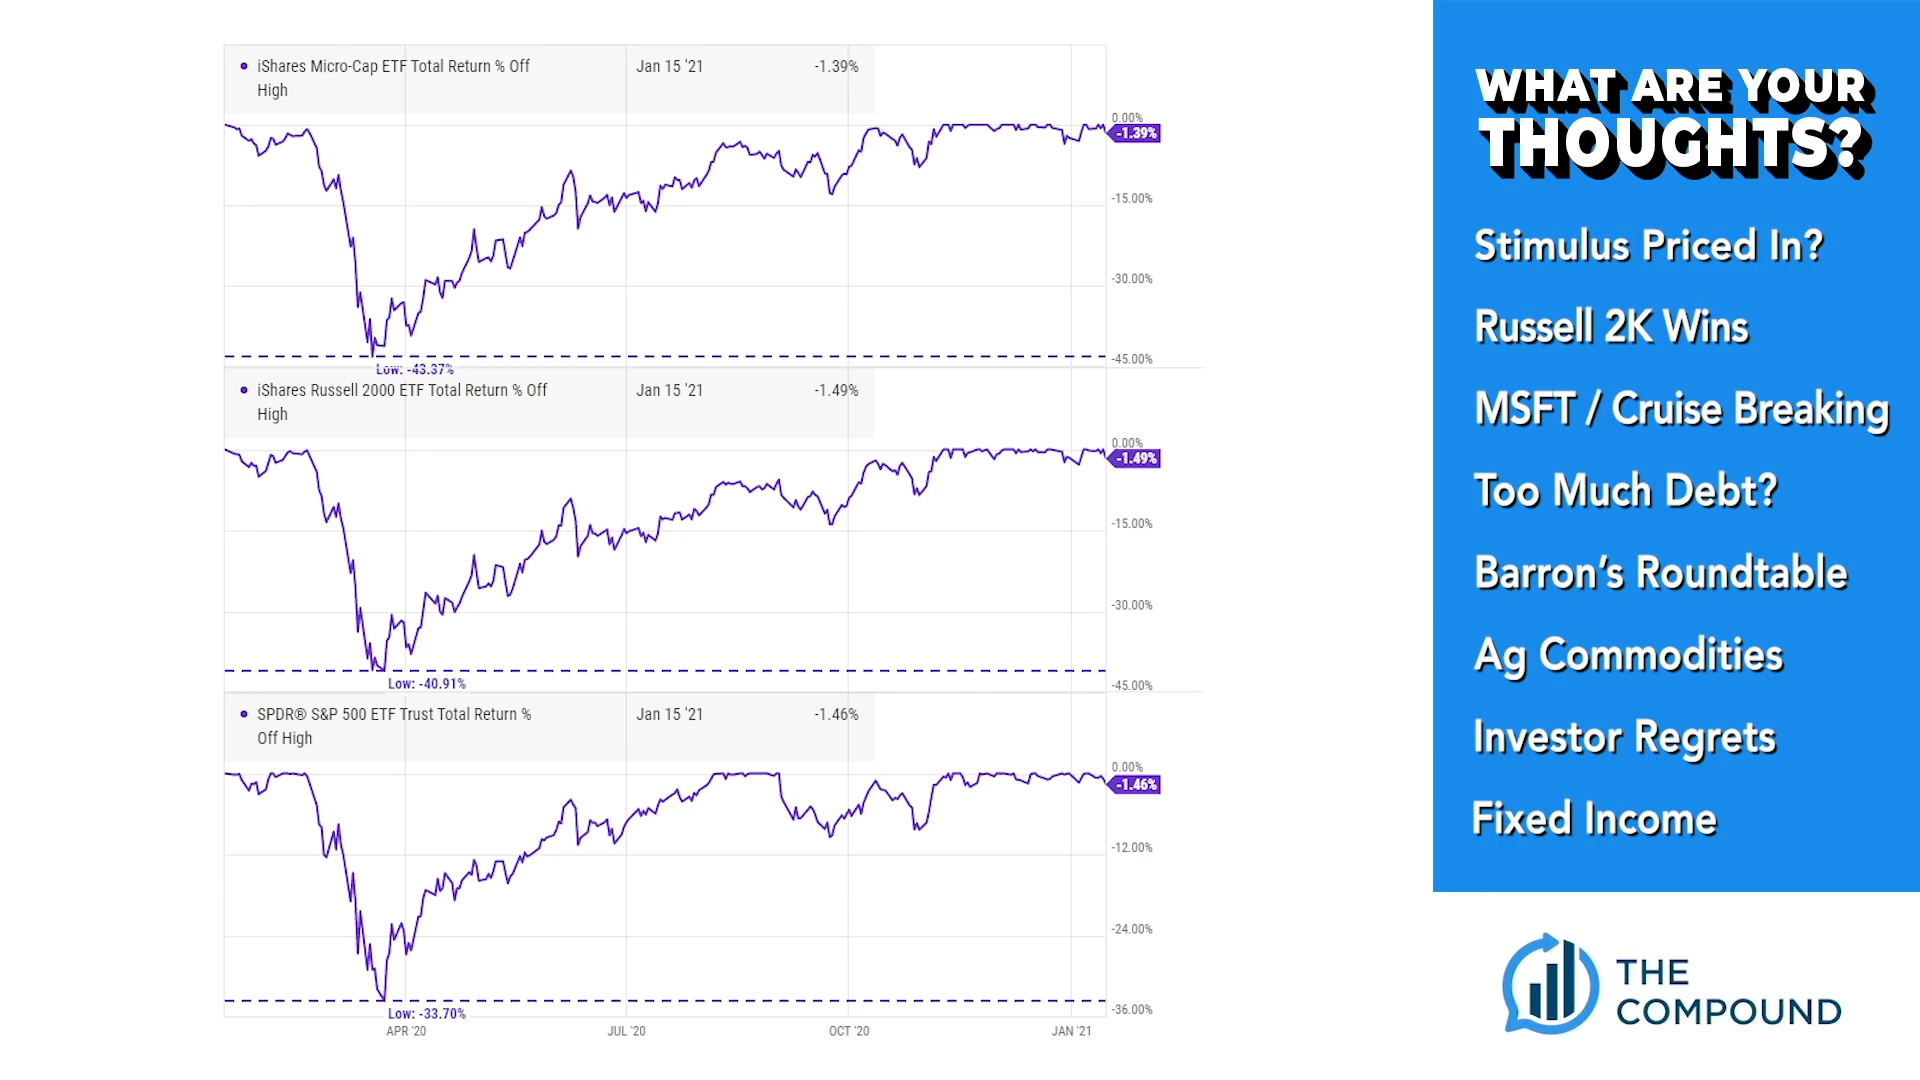 iShares Micro-Cap ETF Total Return % Off
High
Jan 15 '21
-1.39%
0.00%
-1.39%
-15.00%
-30.00%
-45.00%
Low: -43.37%
iShares Russell 2000 ETF Total Return % Off
High
Jan 15 '21
-1.49%
0.00%
-1.49%
-15.00%
-30.00%
-45.00%
Low: -40.91%
SPDR® S&P 500 ETF Trust Total Return %
Off High
Jan 15 '21
-1.46%
0.00%
-1.46%
-12.00%
-24.00%
-36.00%
Low: -33.70%
APR '20
JUL '20
OCT '20
JAN '21
WHAT ARE YOUR
THOUGHTS?
Stimulus Priced In?
Russell 2K Wins
MSFT / Cruise Breaking
Too Much Debt?
Barron's Roundtable
Ag Commodities
Investor Regrets
Fixed Income
THE
COMPOUND